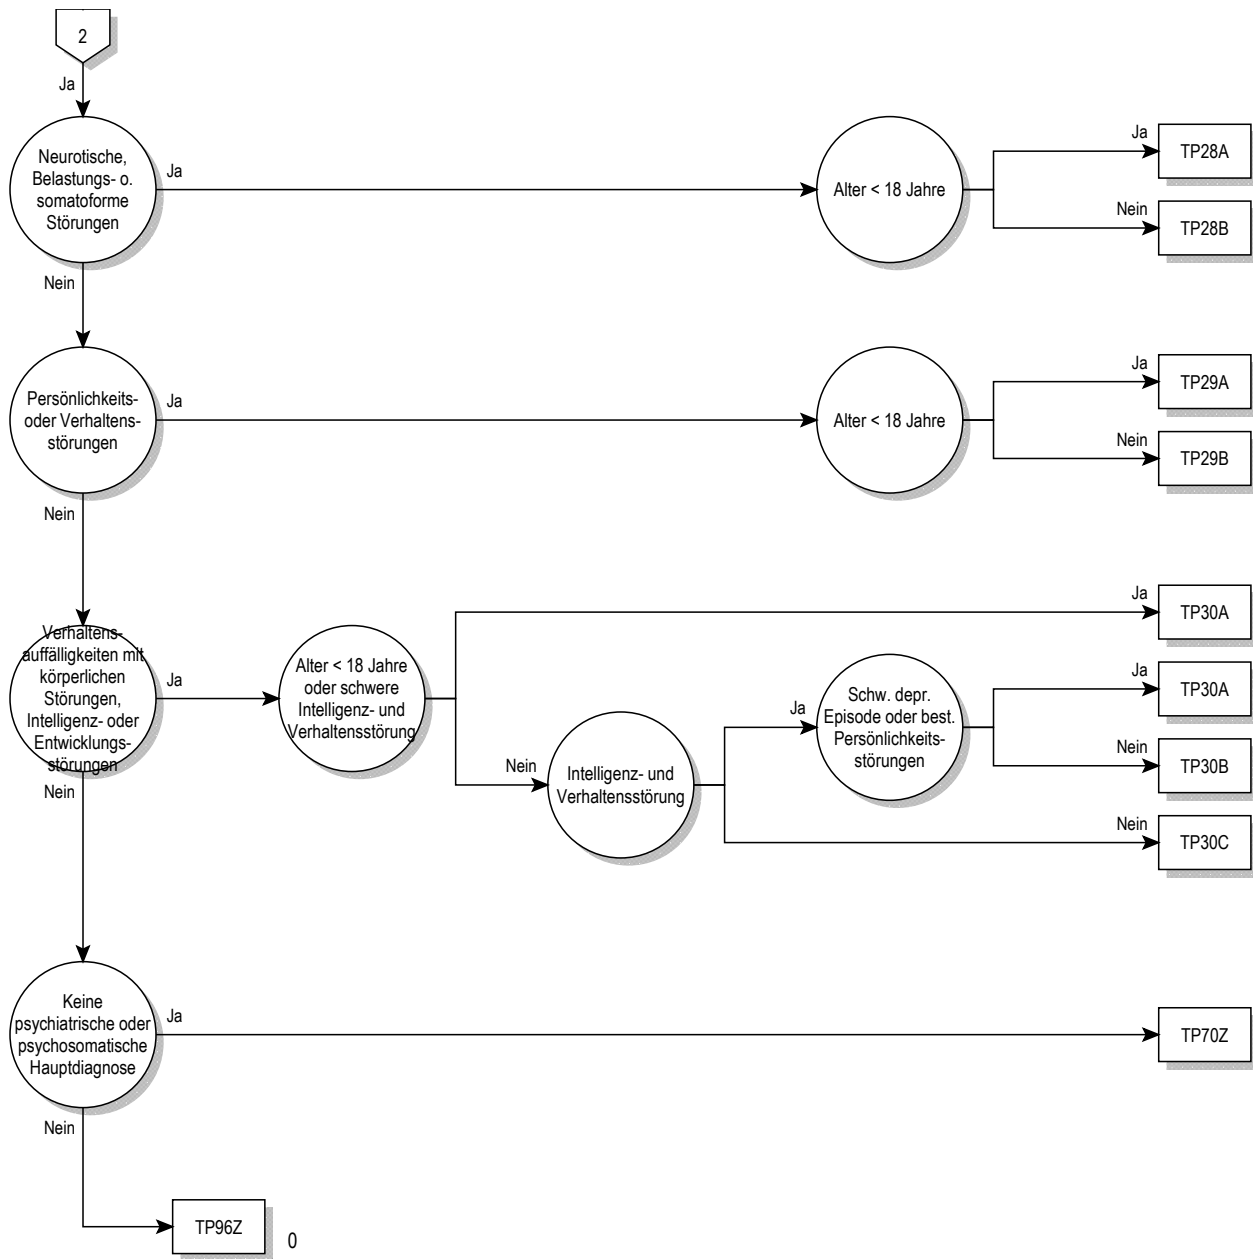 2
Ja
Neurotische,
Belastungs- o.
somatoforme
Störungen
Ja
Alter < 18 Jahre
Ja
TP28A
Nein
TP28B
Nein
Persönlichkeits-
oder Verhaltens-
störungen
Ja
Alter < 18 Jahre
Ja
TP29A
Nein
TP29B
Nein
Verhaltens-
auffälligkeiten mit
körperlichen
Störungen,
Intelligenz- oder
Entwicklungs-
störungen
Ja
Alter < 18 Jahre
oder schwere
Intelligenz- und
Verhaltensstörung
Ja
TP30A
Nein
Intelligenz- und
Verhaltensstörung
Ja
Schw. depr.
Episode oder best.
Persönlichkeits-
störungen
Ja
TP30A
Nein
TP30B
Nein
TP30C
Nein
Keine
psychiatrische oder
psychosomatische
Hauptdiagnose
Ja
TP70Z
Nein
TP96Z
0